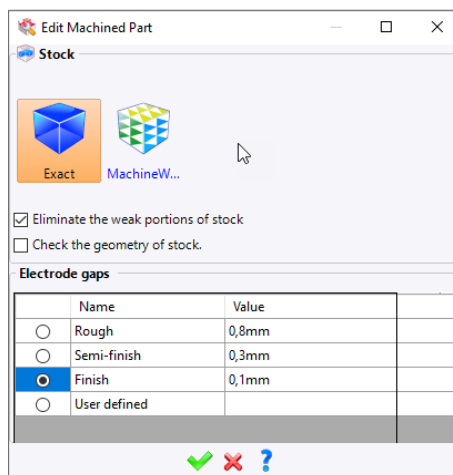 Edit Machined Part
Stock
Exact
MachineW...
Eliminate the weak portions of stock
Check the geometry of stock.
Electrode gaps
Name Value
Rough 0,8mm
Semi-finish 0,3mm
Finish 0,1mm
User defined
?